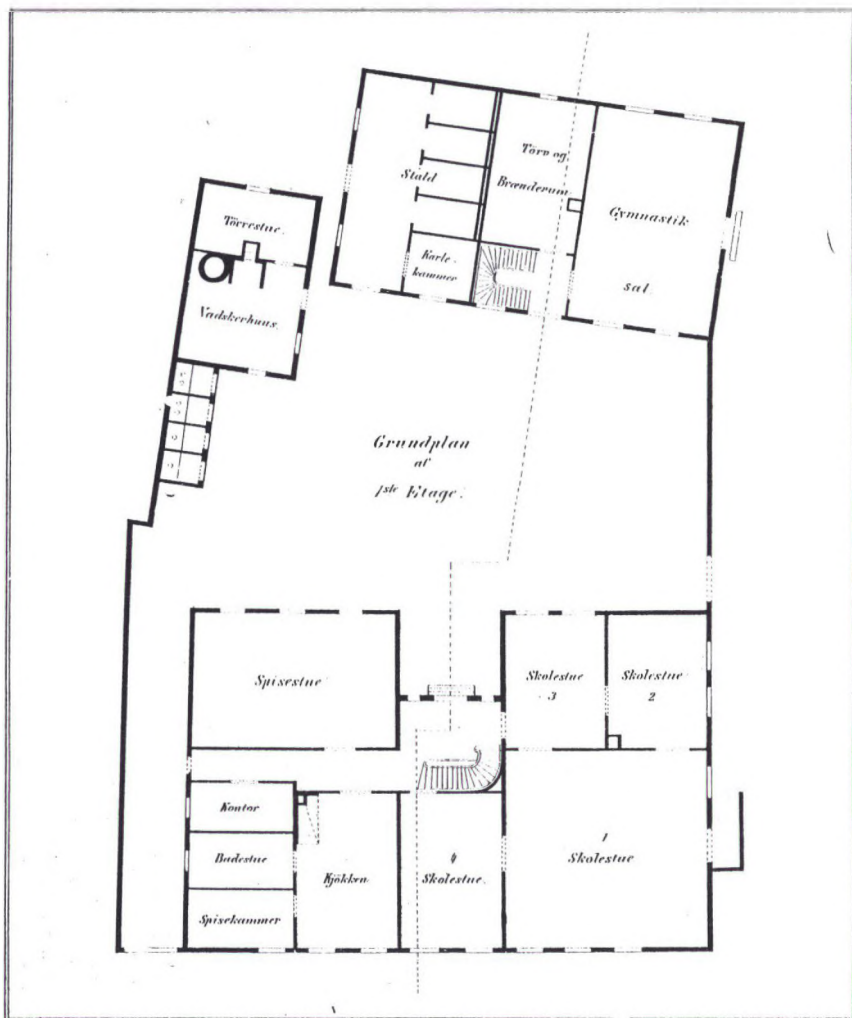 Stald
Törv og
Brænderum
Gymnastik
sal.
Karle-
kammer
Törrestue.
Vadskerhuus.
Grundplan
af
1ste Etage.
Spisestue
Skolestue
3
Skolestue
2
Kontor
Badestue
Spisekammer
Kjökken
4
Skolestue.
1
Skolestue